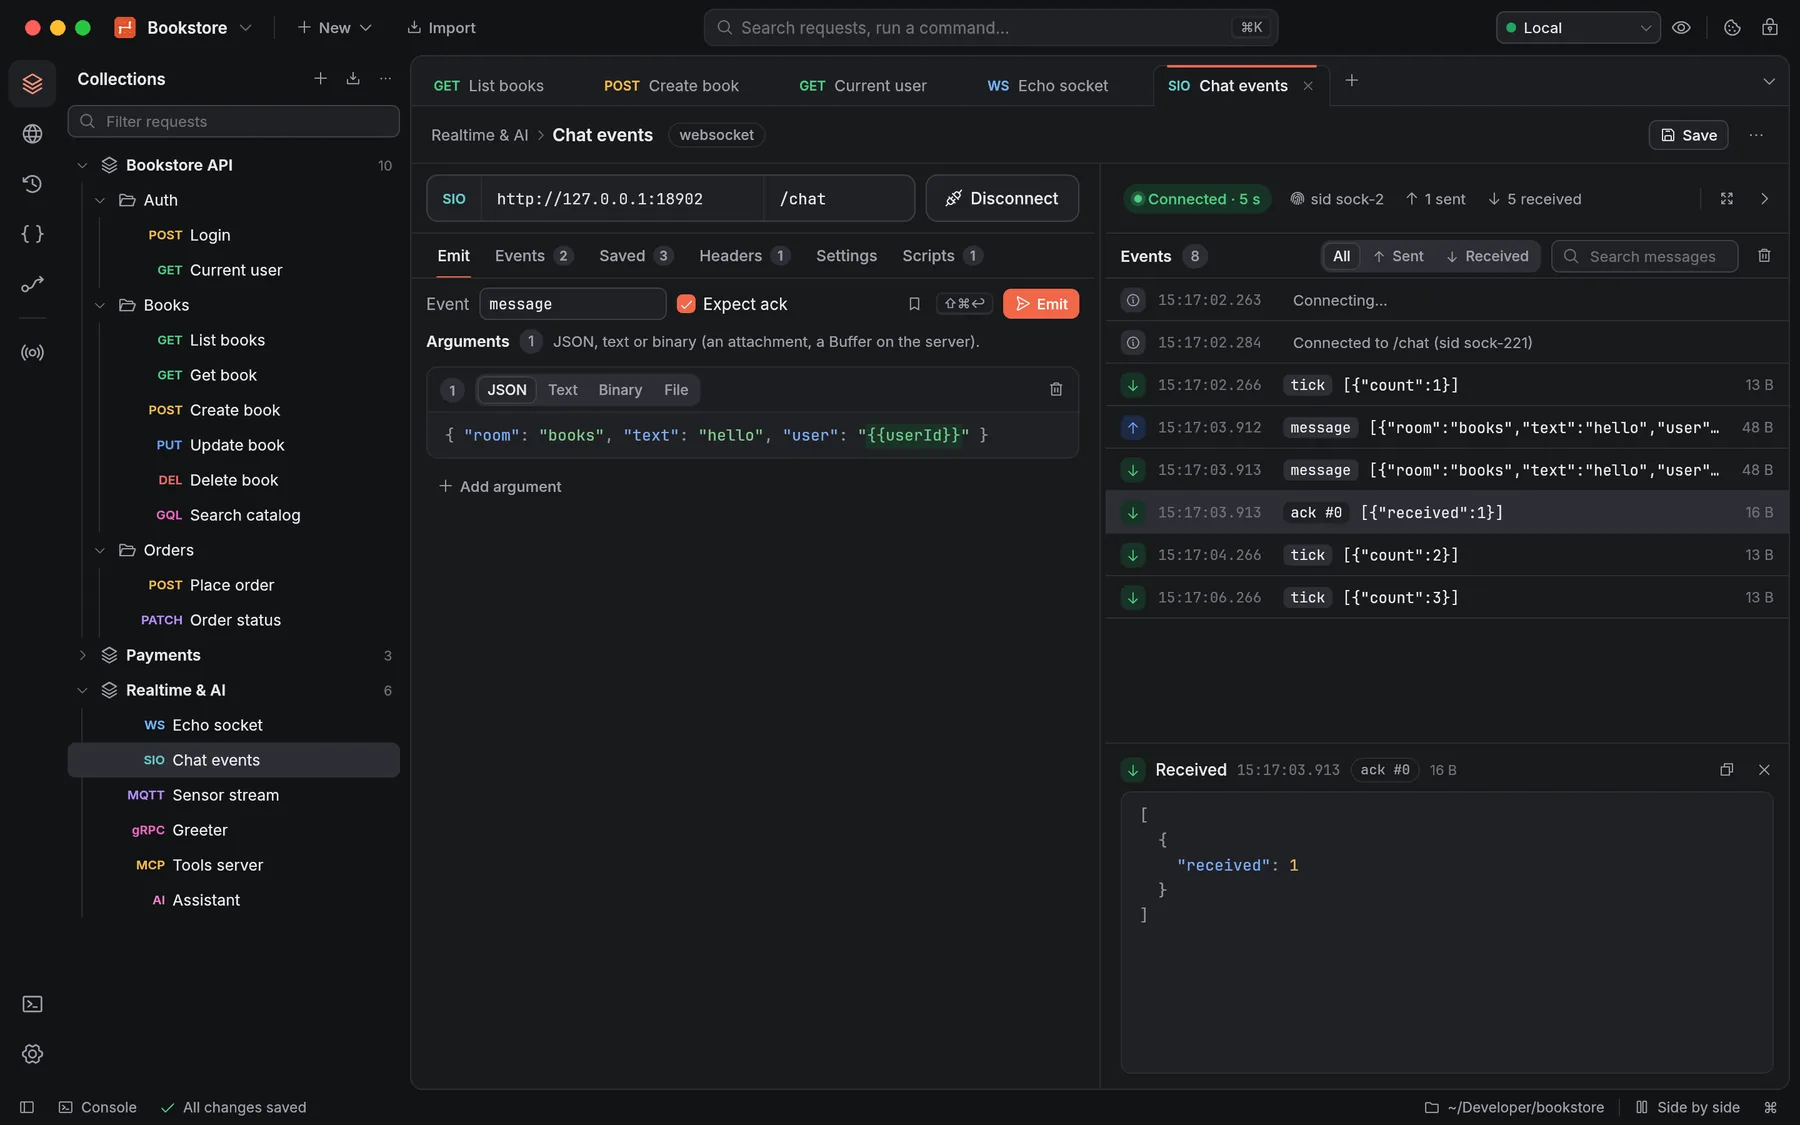 Bookstore
New
Import
Search requests, run a command...
⌘K
Local
Collections
Filter requests
Bookstore API 10
Auth
POST Login
GET Current user
Books
GET List books
GET Get book
POST Create book
PUT Update book
DEL Delete book
GQL Search catalog
Orders
POST Place order
PATCH Order status
Payments 3
Realtime & AI 6
WS Echo socket
SIO Chat events
MQTT Sensor stream
gRPC Greeter
MCP Tools server
AI Assistant
GET List books
POST Create book
GET Current user
WS Echo socket
SIO Chat events
Realtime & AI > Chat events websocket
Save
SIO http://127.0.0.1:18902 /chat Disconnect
Emit Events 2 Saved 3 Headers 1 Settings Scripts 1
Event message Expect ack ⇧⌘↩ Emit
Arguments 1 JSON, text or binary (an attachment, a Buffer on the server).
1 JSON Text Binary File
{ "room": "books", "text": "hello", "user": "{{userId}}" }
Add argument
Connected · 5 s sid sock-2 ↑ 1 sent ↓ 5 received
Events 8 All ↑ Sent ↓ Received Search messages
15:17:02.263 Connecting...
15:17:02.284 Connected to /chat (sid sock-221)
15:17:02.266 tick [{"count":1}] 13 B
15:17:03.912 message [{"room":"books","text":"hello","user"… 48 B
15:17:03.913 message [{"room":"books","text":"hello","user"… 48 B
15:17:03.913 ack #0 [{"received":1}] 16 B
15:17:04.266 tick [{"count":2}] 13 B
15:17:06.266 tick [{"count":3}] 13 B
Received 15:17:03.913 ack #0 16 B
[
{
"received": 1
}
]
Console
All changes saved
~/Developer/bookstore
Side by side
⌘